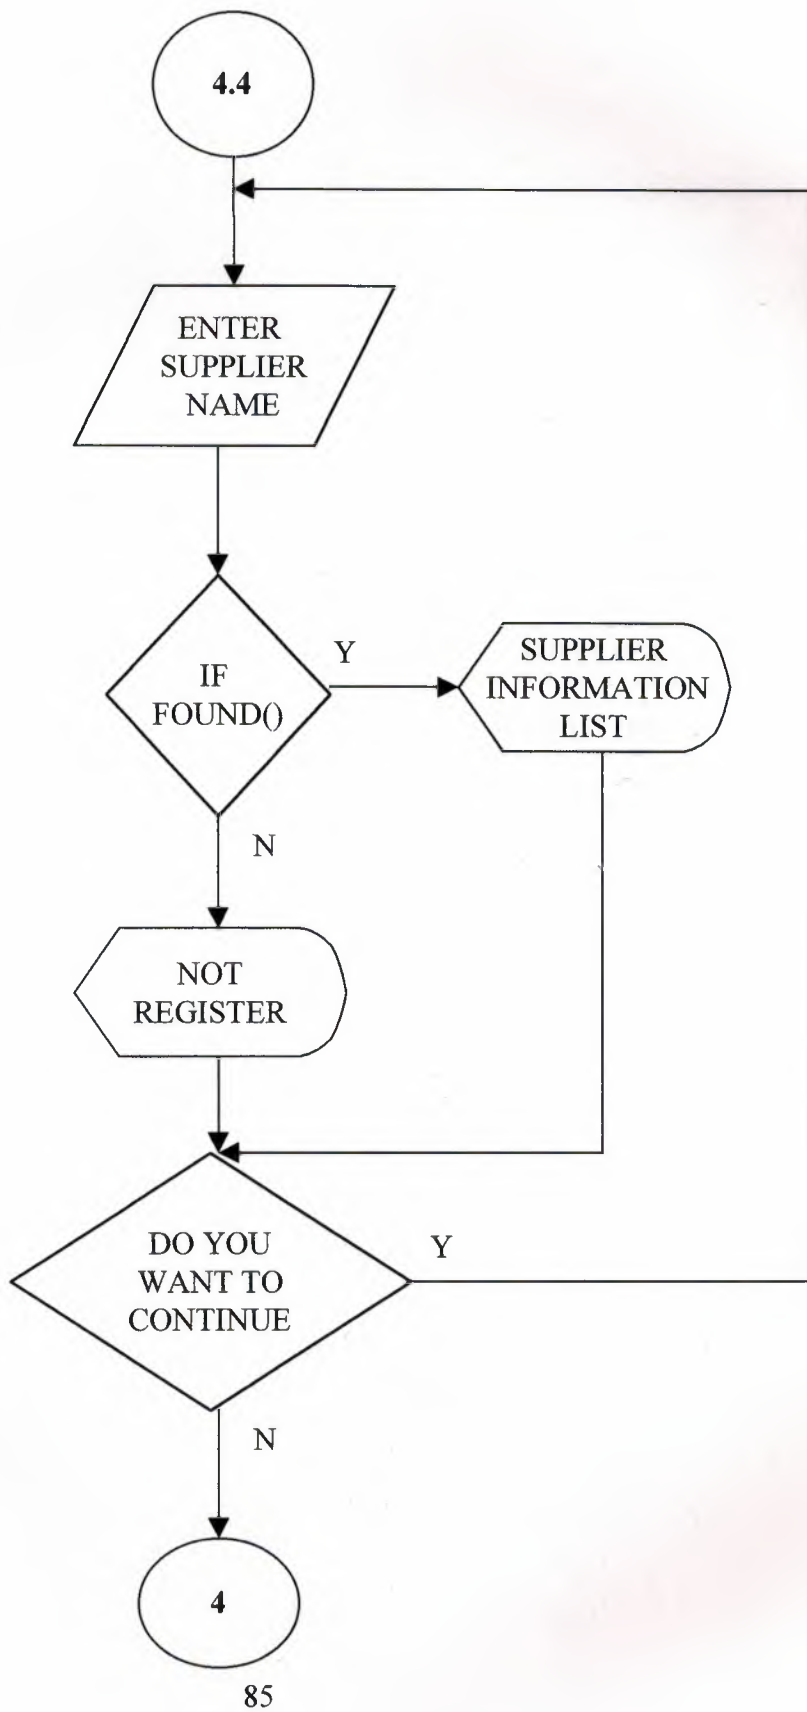 4.4
ENTER
SUPPLIER
NAME
IF
FOUND()
Y
SUPPLIER
INFORMATION
LIST
N
NOT
REGISTER
DO YOU
WANT TO
CONTINUE
Y
N
4
85